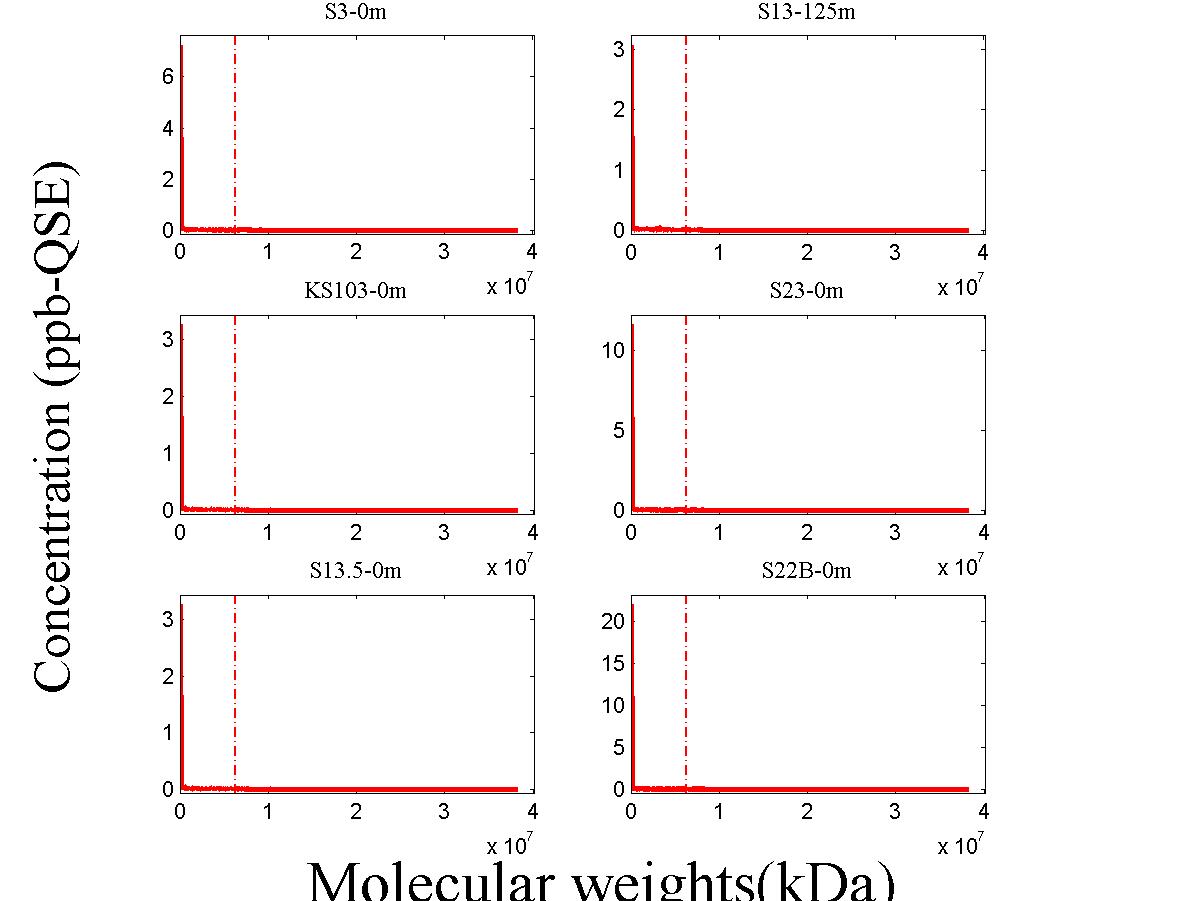 S3-0m
S13-125m
6
4
2
0
0 1 2 3 4
x 10^7
3
2
1
0
0 1 2 3 4
x 10^7
KS103-0m
S23-0m
3
2
1
0
0 1 2 3 4
x 10^7
10
5
0
0 1 2 3 4
x 10^7
S13.5-0m
S22B-0m
3
2
1
0
0 1 2 3 4
x 10^7
20
15
10
5
0
0 1 2 3 4
x 10^7
Concentration (ppb-QSE)
Molecular weights(kDa)